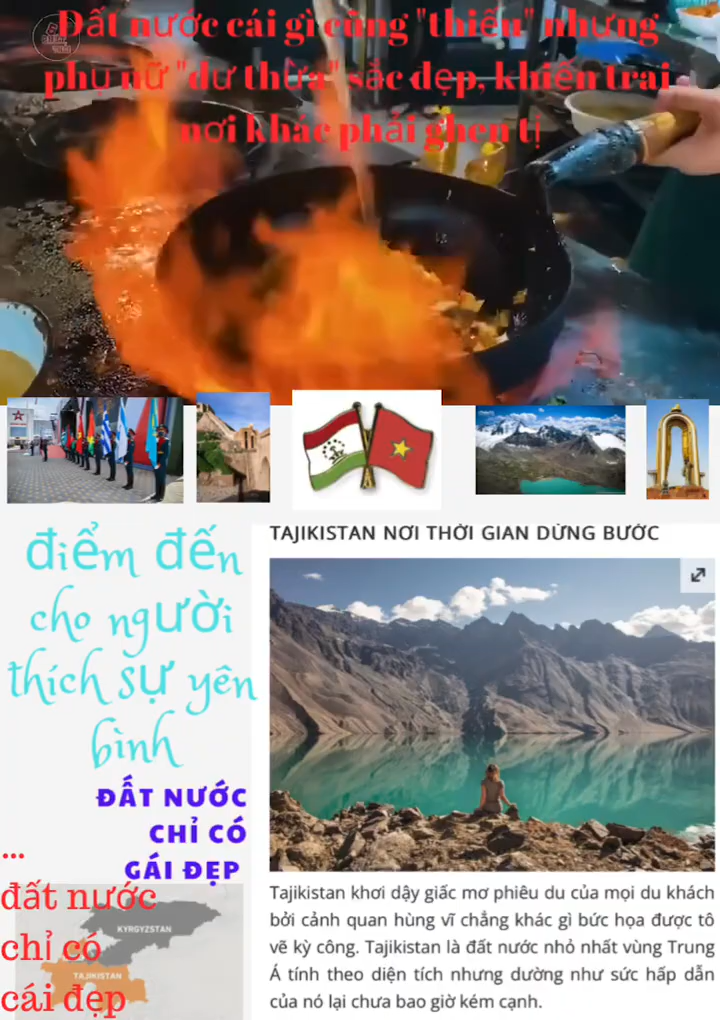 Đất nước cái gì cũng "thiếu" nhưng
phụ nữ "dư thừa" sắc đẹp, khiến trai
nơi khác phải ghen tị
điểm đến
cho người
thích sự yên
bình
ĐẤT NƯỚC
CHỈ CÓ
GÁI ĐẸP
...
đất nước
chỉ có
cái đẹp
KYRGYZSTAN
TAJIKISTAN
TAJIKISTAN NƠI THỜI GIAN DỪNG BƯỚC
Tajikistan khơi dậy giấc mơ phiêu du của mọi du khách
bởi cảnh quan hùng vĩ chẳng khác gì bức họa được tô
vẽ kỳ công. Tajikistan là đất nước nhỏ nhất vùng Trung
Á tính theo diện tích nhưng dường như sức hấp dẫn
của nó lại chưa bao giờ kém cạnh.